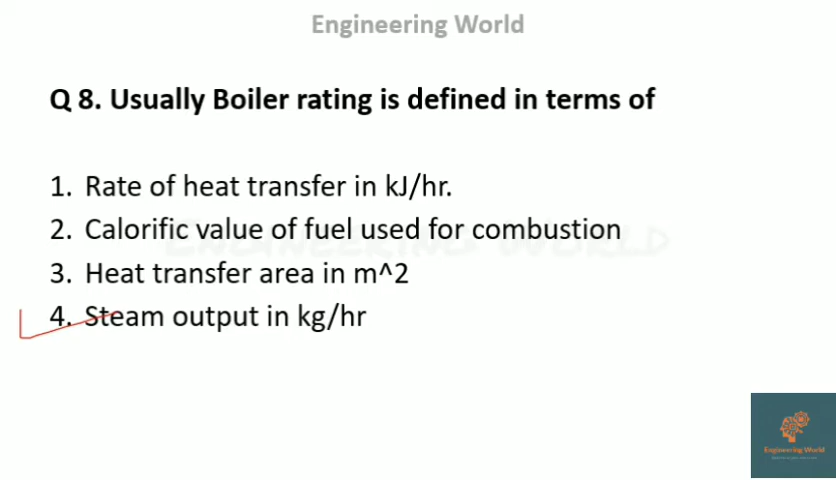 Engineering World
Q 8. Usually Boiler rating is defined in terms of
1. Rate of heat transfer in kJ/hr.
2. Calorific value of fuel used for combustion
ENGINEERING WORLD
3. Heat transfer area in m^2
4. Steam output in kg/hr
Engineering World